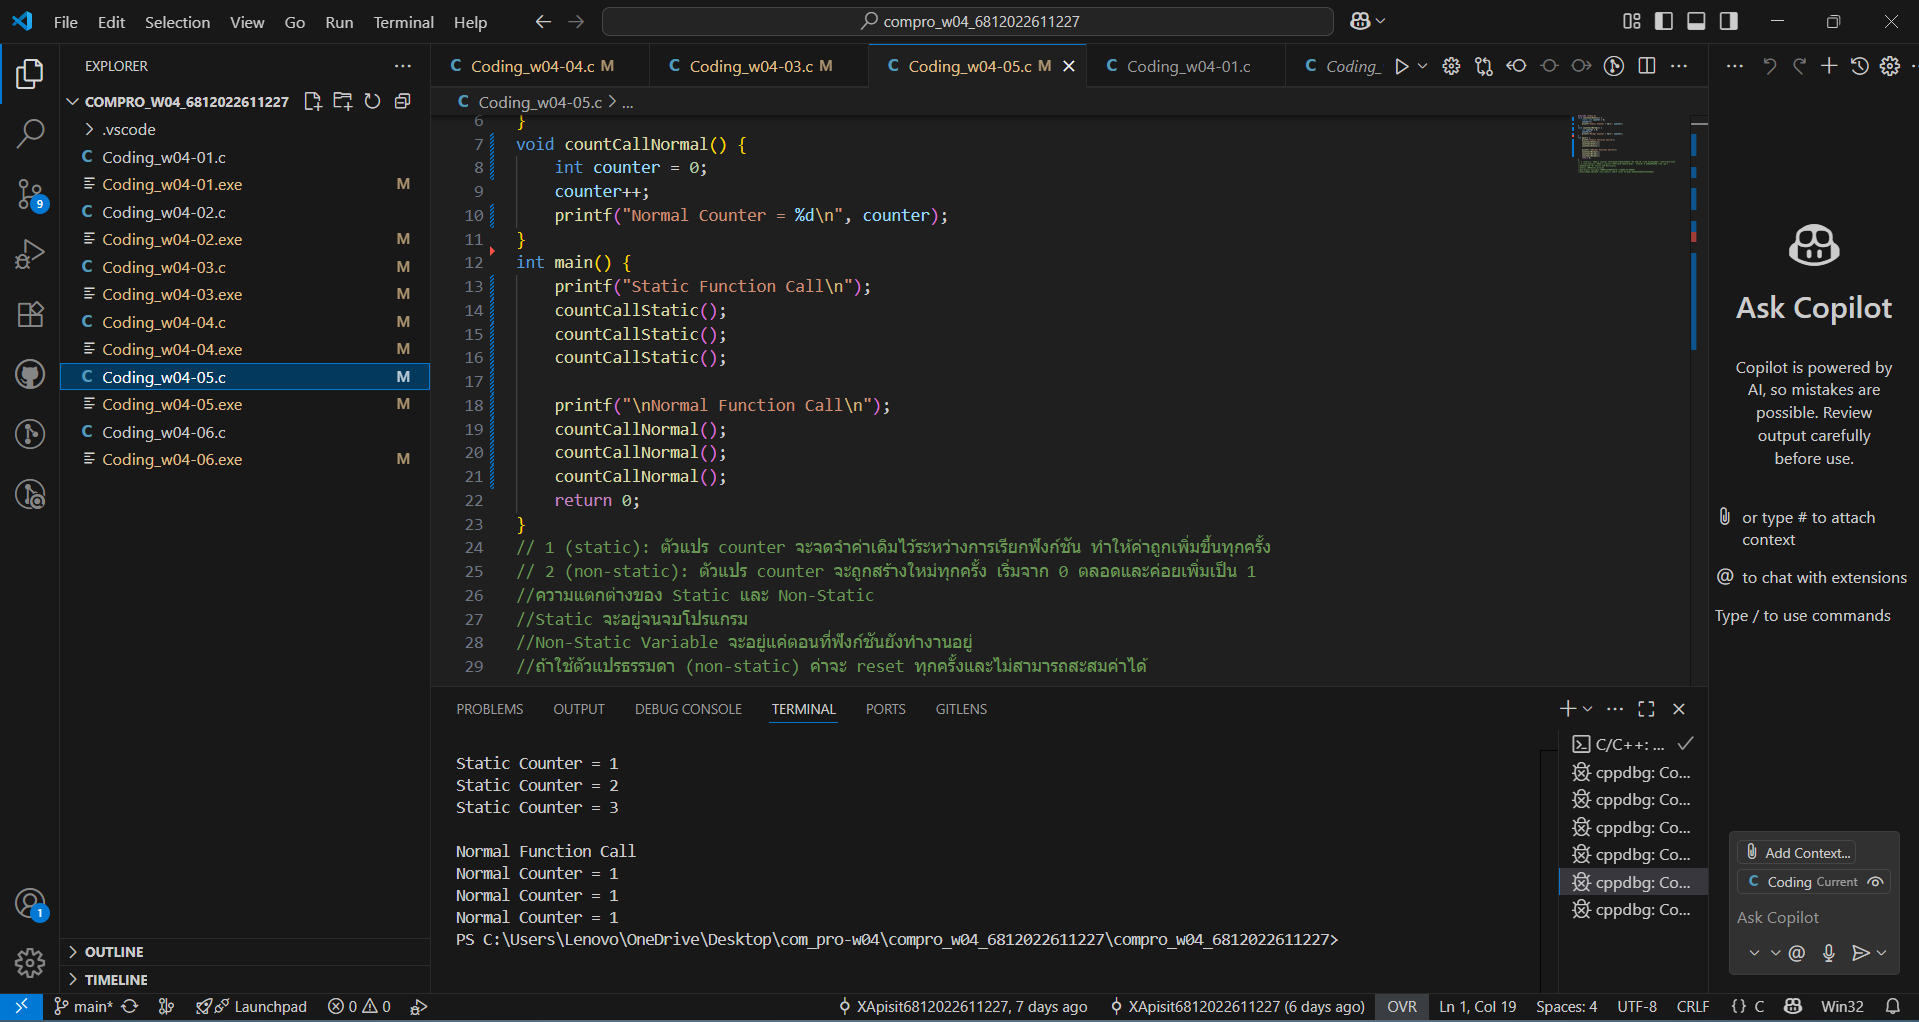 File Edit Selection View Go Run Terminal Help
compro_w04_6812022611227
EXPLORER
COMPRO_W04_6812022611227
.vscode
C Coding_w04-01.c
Coding_w04-01.exe M
C Coding_w04-02.c
Coding_w04-02.exe M
C Coding_w04-03.c M
Coding_w04-03.exe M
C Coding_w04-04.c M
Coding_w04-04.exe M
C Coding_w04-05.c M
Coding_w04-05.exe M
C Coding_w04-06.c
Coding_w04-06.exe M
OUTLINE
TIMELINE
9
1
C Coding_w04-04.c M C Coding_w04-03.c M C Coding_w04-05.c M C Coding_w04-01.c C Coding_
C Coding_w04-05.c > ...
6 }
7 void countCallNormal() {
8 int counter = 0;
9 counter++;
10 printf("Normal Counter = %d\n", counter);
11 }
12 int main() {
13 printf("Static Function Call\n");
14 countCallStatic();
15 countCallStatic();
16 countCallStatic();
17
18 printf("\nNormal Function Call\n");
19 countCallNormal();
20 countCallNormal();
21 countCallNormal();
22 return 0;
23 }
24 // 1 (static): ตัวแปร counter จะจดจำค่าเดิมไว้ระหว่างการเรียกฟังก์ชัน ทำให้ค่าถูกเพิ่มขึ้นทุกครั้ง
25 // 2 (non-static): ตัวแปร counter จะถูกสร้างใหม่ทุกครั้ง เริ่มจาก 0 ตลอดและค่อยเพิ่มเป็น 1
26 //ความแตกต่างของ Static และ Non-Static
27 //Static จะอยู่จนจบโปรแกรม
28 //Non-Static Variable จะอยู่แค่ตอนที่ฟังก์ชันยังทำงานอยู่
29 //ถ้าใช้ตัวแปรธรรมดา (non-static) ค่าจะ reset ทุกครั้งและไม่สามารถสะสมค่าได้
PROBLEMS OUTPUT DEBUG CONSOLE TERMINAL PORTS GITLENS
Static Counter = 1
Static Counter = 2
Static Counter = 3
Normal Function Call
Normal Counter = 1
Normal Counter = 1
Normal Counter = 1
PS C:\Users\Lenovo\OneDrive\Desktop\com_pro-w04\compro_w04_6812022611227\compro_w04_6812022611227>
C/C++: ...
cppdbg: Co...
cppdbg: Co...
cppdbg: Co...
cppdbg: Co...
cppdbg: Co...
cppdbg: Co...
Ask Copilot
Copilot is powered by
AI, so mistakes are
possible. Review
output carefully
before use.
or type # to attach
context
@ to chat with extensions
Type / to use commands
Add Context...
C Coding Current
Ask Copilot
@
main* Launchpad 0 0 XApisit6812022611227, 7 days ago XApisit6812022611227 (6 days ago) OVR Ln 1, Col 19 Spaces: 4 UTF-8 CRLF {} C Win32